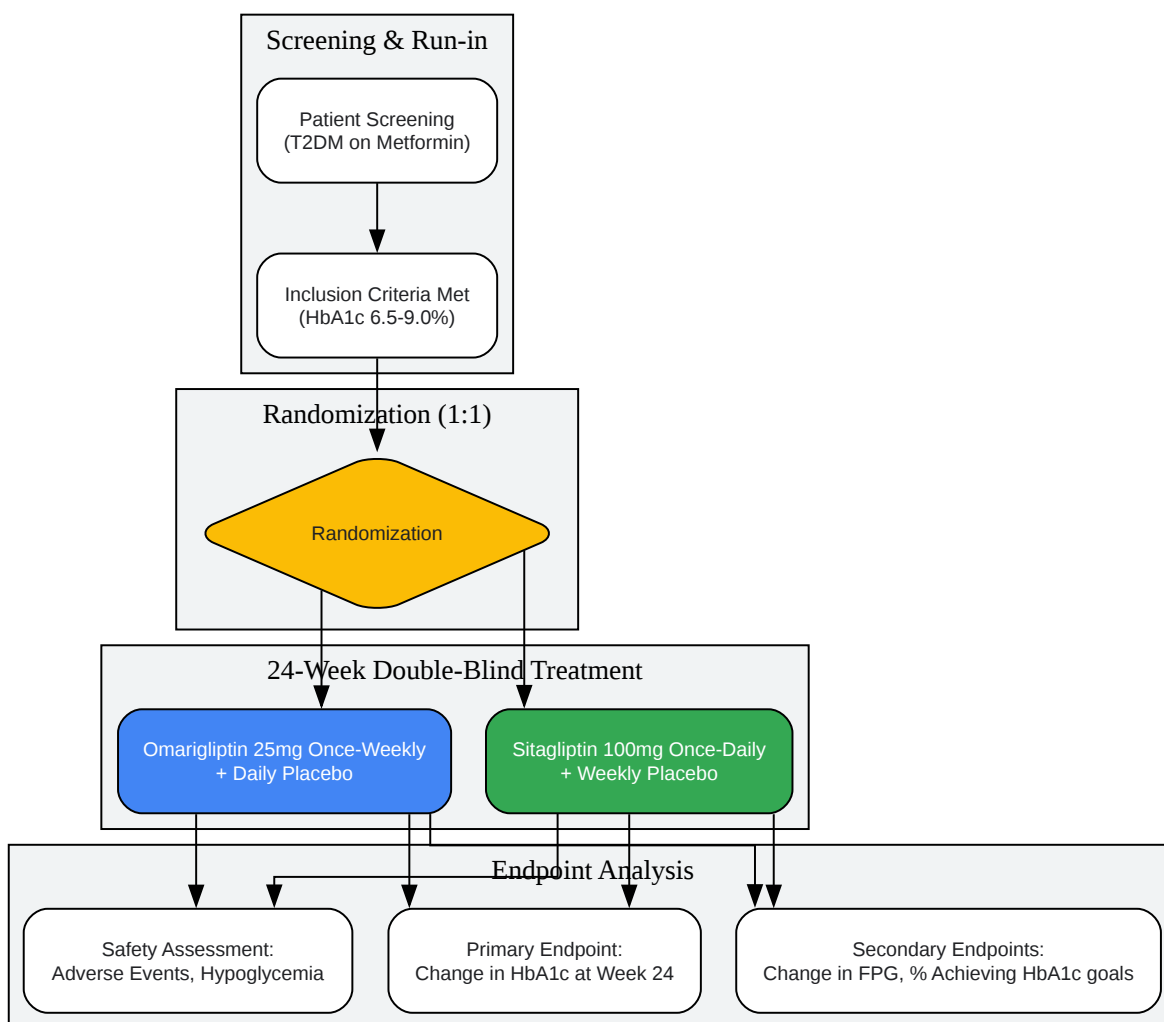 Screening & Run-in
Patient Screening
(T2DM on Metformin)
Inclusion Criteria Met
(HbA1c 6.5-9.0%)
Randomization (1:1)
Randomization
24-Week Double-Blind Treatment
Omarigliptin 25mg Once-Weekly
+ Daily Placebo
Sitagliptin 100mg Once-Daily
+ Weekly Placebo
Endpoint Analysis
Safety Assessment:
Adverse Events, Hypoglycemia
Primary Endpoint:
Change in HbA1c at Week 24
Secondary Endpoints:
Change in FPG, % Achieving HbA1c goals